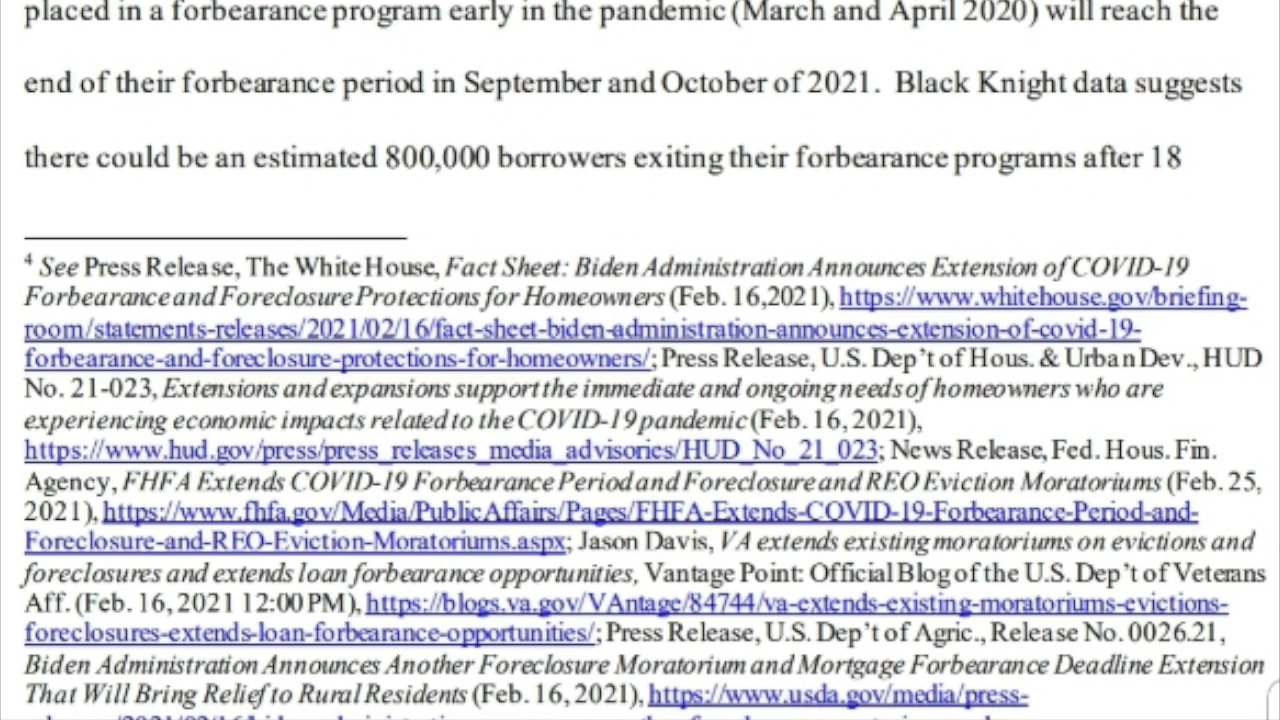 placed in a forbearance program early in the pandemic (March and April 2020) will reach the
end of their forbearance period in September and October of 2021. Black Knight data suggests
there could be an estimated 800,000 borrowers exiting their forbearance programs after 18
4 See Press Release, The White House, Fact Sheet: Biden Administration Announces Extension of COVID-19
Forbearance and Foreclosure Protections for Homeowners (Feb. 16,2021), https://www.whitehouse.gov/briefing-
room/statements-releases/2021/02/16/fact-sheet-biden-administration-announces-extension-of-covid-19-
forbearance-and-foreclosure-protections-for-homeowners/; Press Release, U.S. Dep't of Hous. & Urban Dev., HUD
No. 21-023, Extensions and expansions support the immediate and ongoing needs of homeowners who are
experiencing economic impacts related to the COVID-19 pandemic (Feb. 16, 2021),
https://www.hud.gov/press/press_releases_media_advisories/HUD_No_21_023; News Release, Fed. Hous. Fin.
Agency, FHFA Extends COVID-19 Forbearance Period and Foreclosure and REO Eviction Moratoriums (Feb. 25,
2021), https://www.fhfa.gov/Media/PublicAffairs/Pages/FHFA-Extends-COVID-19-Forbearance-Period-and-
Foreclosure-and-REO-Eviction-Moratoriums.aspx; Jason Davis, VA extends existing moratoriums on evictions and
foreclosures and extends loan forbearance opportunities, Vantage Point: Official Blog of the U.S. Dep't of Veterans
Aff. (Feb. 16, 2021 12:00 PM), https://blogs.va.gov/VAntage/84744/va-extends-existing-moratoriums-evictions-
foreclosures-extends-loan-forbearance-opportunities/; Press Release, U.S. Dep't of Agric., Release No. 0026.21,
Biden Administration Announces Another Foreclosure Moratorium and Mortgage Forbearance Deadline Extension
That Will Bring Relief to Rural Residents (Feb. 16, 2021), https://www.usda.gov/media/press-